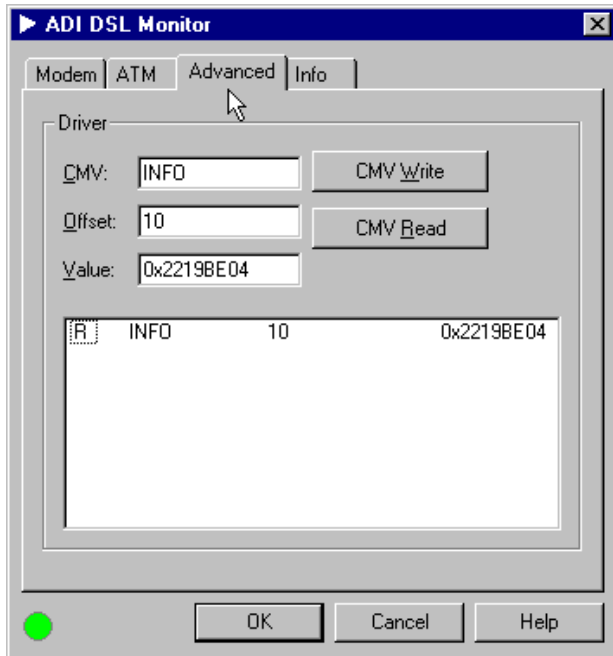 ADI DSL Monitor
Modem ATM Advanced Info
Driver
CMV: INFO CMV Write
Offset: 10 CMV Read
Value: 0x2219BE04
R INFO 10 0x2219BE04
OK Cancel Help